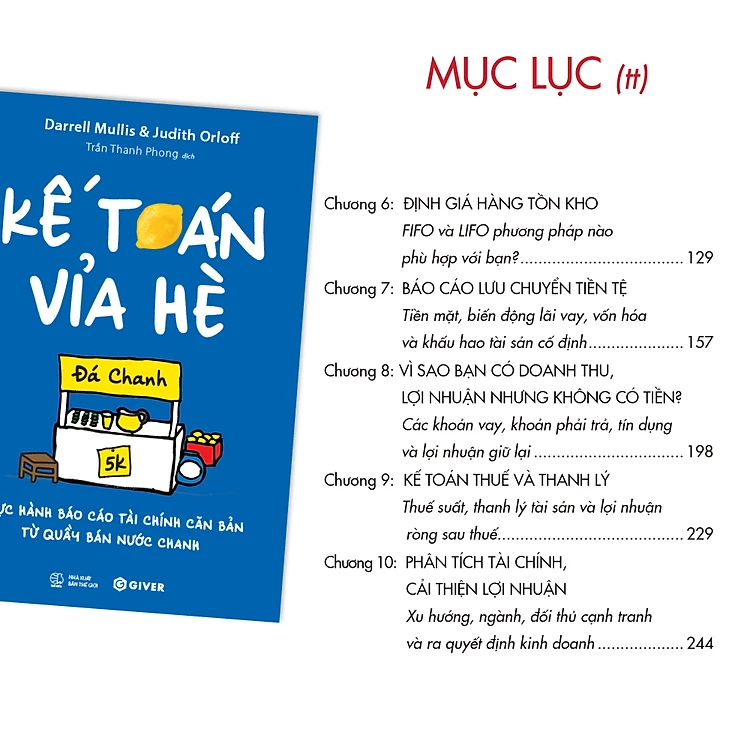 MỤC LỤC (tt)
Darrell Mullis & Judith Orloff
Trần Thanh Phong dịch
KẾ TOÁN
VỈA HÈ
Đá Chanh
5K
HÀNH BÁO CÁO TÀI CHÍNH CĂN BẢN
TỪ QUẦY BÁN NƯỚC CHANH
NHÀ XUẤT
BẢN THẾ GIỚI
GIVER
Chương 6: ĐỊNH GIÁ HÀNG TỒN KHO
FIFO và LIFO phương pháp nào
phù hợp với bạn?.................................... 129
Chương 7: BÁO CÁO LƯU CHUYỂN TIỀN TỆ
Tiền mặt, biến động lãi vay, vốn hóa
và khấu hao tài sản cố định..................... 157
Chương 8: VÌ SAO BẠN CÓ DOANH THU,
LỢI NHUẬN NHƯNG KHÔNG CÓ TIỀN?
Các khoản vay, khoản phải trả, tín dụng
và lợi nhuận giữ lại ................................. 198
Chương 9: KẾ TOÁN THUẾ VÀ THANH LÝ
Thuế suất, thanh lý tài sản và lợi nhuận
ròng sau thuế......................................... 229
Chương 10: PHÂN TÍCH TÀI CHÍNH,
CẢI THIỆN LỢI NHUẬN
Xu hướng, ngành, đối thủ cạnh tranh
và ra quyết định kinh doanh ................... 244